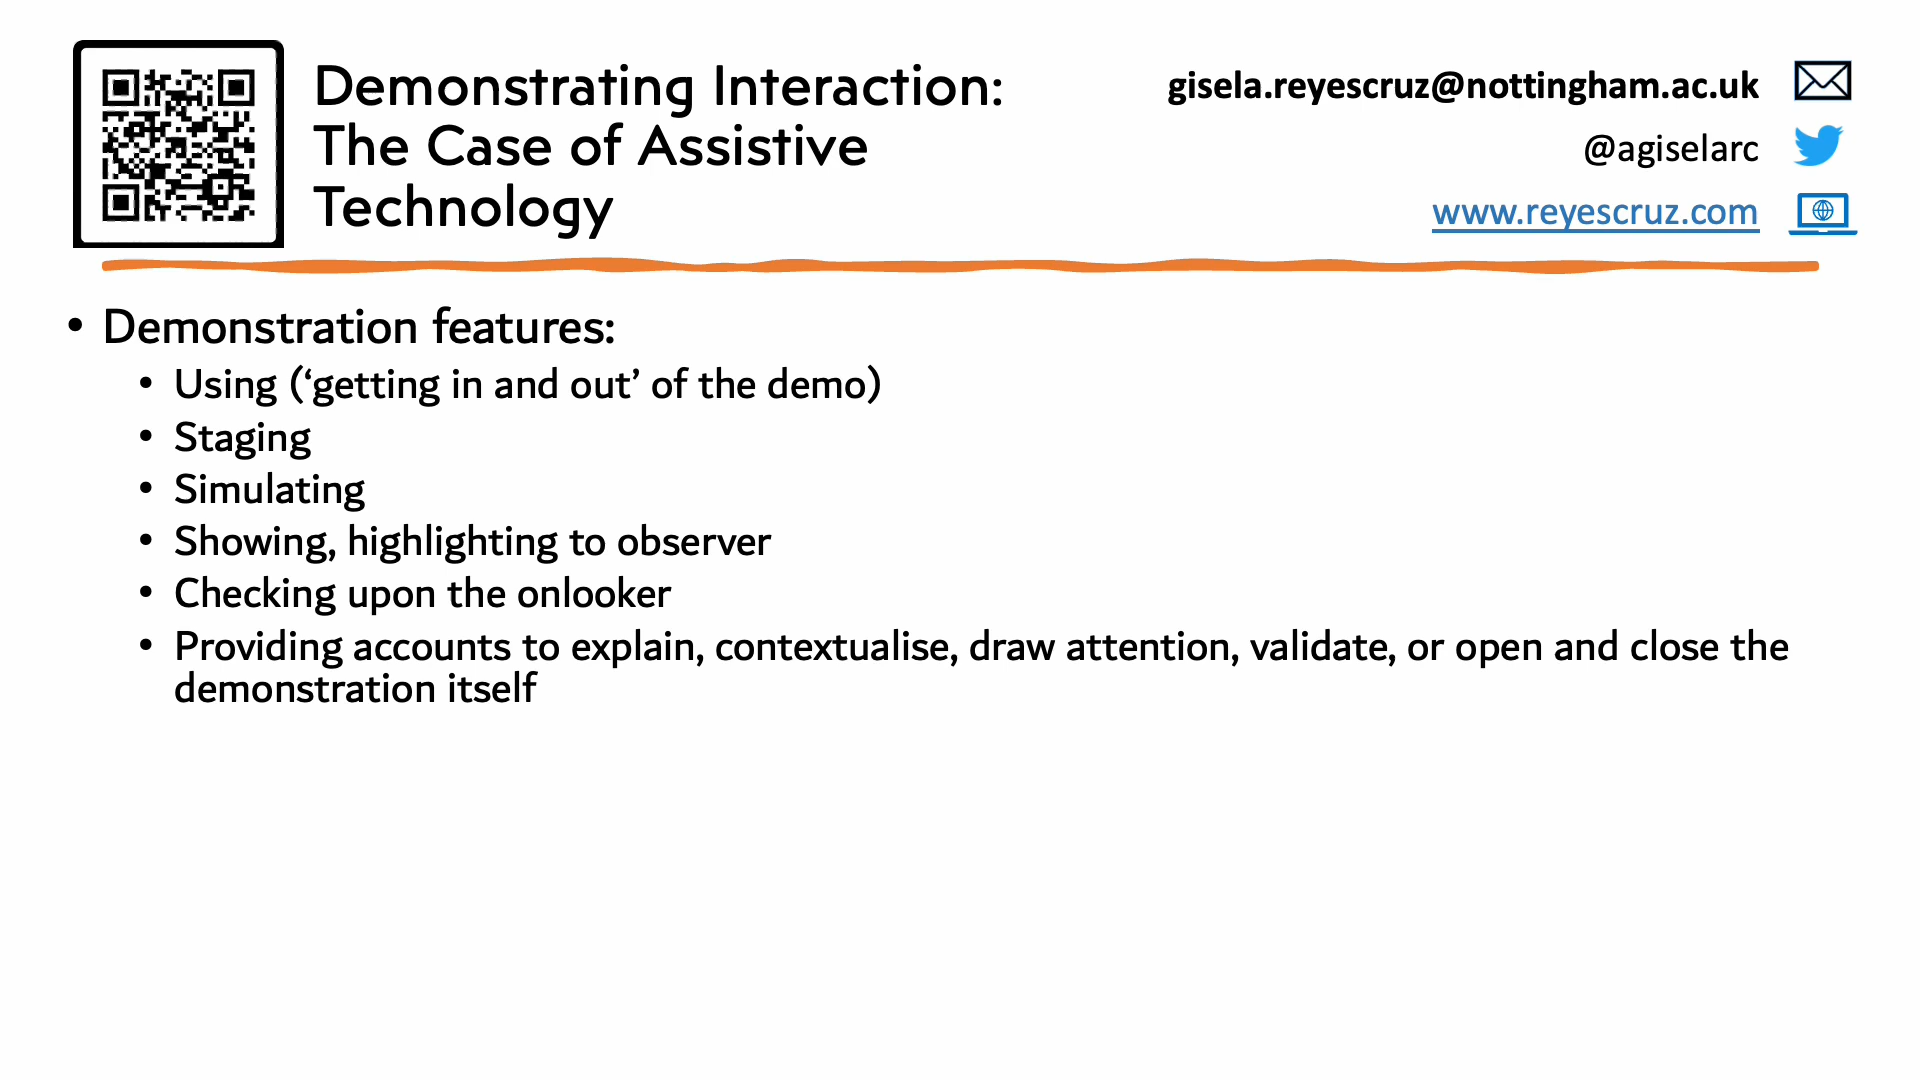 Demonstrating Interaction:
The Case of Assistive
Technology
gisela.reyescruz@nottingham.ac.uk
@agiselarc
www.reyescruz.com
• Demonstration features:
• Using (‘getting in and out’ of the demo)
• Staging
• Simulating
• Showing, highlighting to observer
• Checking upon the onlooker
• Providing accounts to explain, contextualise, draw attention, validate, or open and close the
demonstration itself